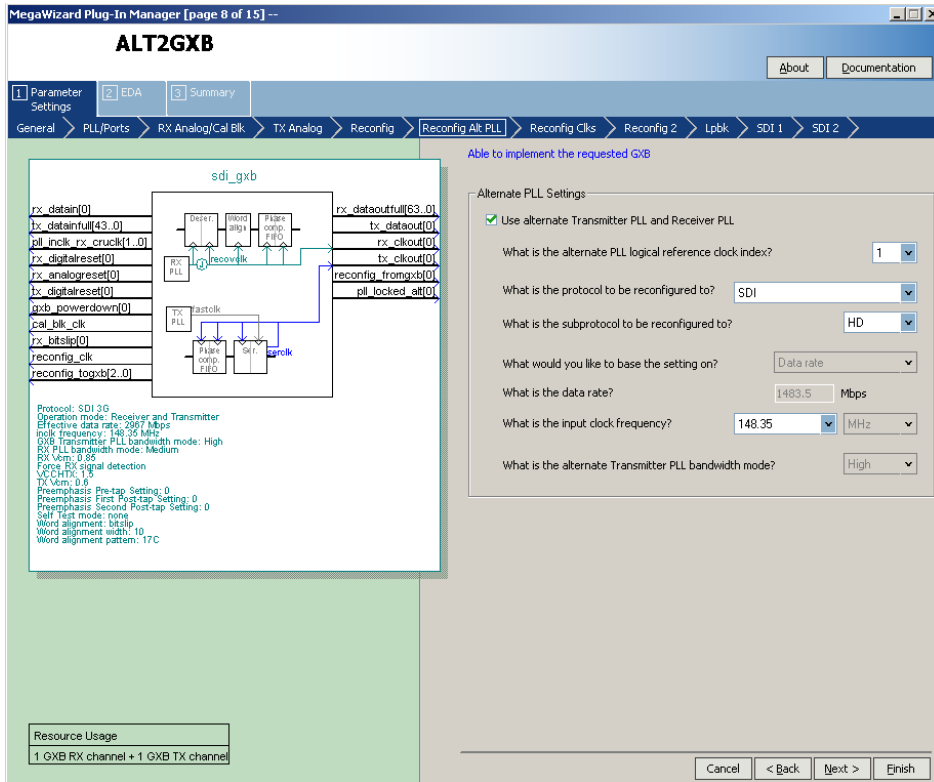 MegaWizard Plug-In Manager [page 8 of 15] --
ALT2GXB
About
Documentation
1 Parameter Settings
2 EDA
3 Summary
General
PLL/Ports
RX Analog/Cal Blk
TX Analog
Reconfig
Reconfig Alt PLL
Reconfig Clks
Reconfig 2
Lpbk
SDI 1
SDI 2
Able to implement the requested GXB
sdi_gxb
rx_datain[0]
tx_datainfull[43..0]
pll_inclk_rx_cruclk[1..0]
rx_digitalreset[0]
rx_analogreset[0]
tx_digitalreset[0]
gxb_powerdown[0]
cal_blk_clk
rx_bitslip[0]
reconfig_clk
reconfig_togxb[2..0]
Deser.
Word align
Phase comp. FIFO
RX PLL
recovclk
TX PLL
fastclk
Phase comp. FIFO
Ser.
serclk
rx_dataoutfull[63..0]
tx_dataout[0]
rx_clkout[0]
tx_clkout[0]
reconfig_fromgxb[0]
pll_locked_alt[0]
Protocol: SDI 3G
Operation mode: Receiver and Transmitter
Effective data rate: 2967 Mbps
inclk frequency: 148.35 MHz
GXB Transmitter PLL bandwidth mode: High
RX PLL bandwidth mode: Medium
RX Vcm: 0.85
Force RX signal detection
VCCHTX: 1.5
TX Vcm: 0.6
Preemphasis Pre-tap Setting: 0
Preemphasis First Post-tap Setting: 0
Preemphasis Second Post-tap Setting: 0
Self Test mode: none
Word alignment: bitslip
Word alignment width: 10
Word alignment pattern: 17C
Alternate PLL Settings
Use alternate Transmitter PLL and Receiver PLL
What is the alternate PLL logical reference clock index? 1
What is the protocol to be reconfigured to? SDI
What is the subprotocol to be reconfigured to? HD
What would you like to base the setting on? Data rate
What is the data rate? 1483.5 Mbps
What is the input clock frequency? 148.35 MHz
What is the alternate Transmitter PLL bandwidth mode? High
Resource Usage
1 GXB RX channel + 1 GXB TX channel
Cancel
< Back
Next >
Finish